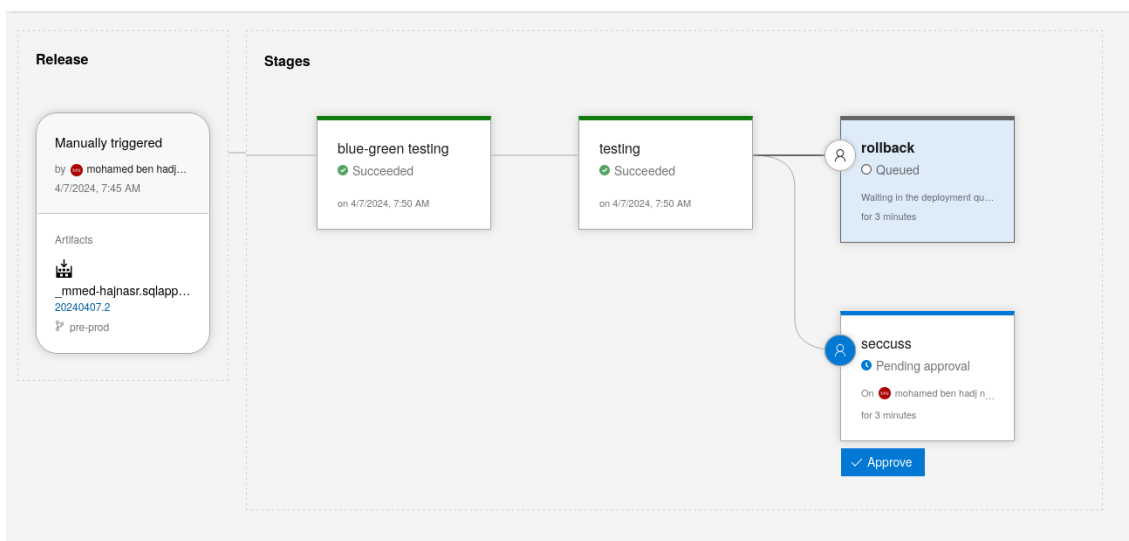 Release
Stages
Manually triggered
by MN mohamed ben hadj...
4/7/2024, 7:45 AM
Artifacts
_mmed-hajnasr.sqlapp...
20240407.2
pre-prod
blue-green testing
Succeeded
on 4/7/2024, 7:50 AM
testing
Succeeded
on 4/7/2024, 7:50 AM
rollback
Queued
Waiting in the deployment qu...
for 3 minutes
seccuss
Pending approval
On MN mohamed ben hadj n...
for 3 minutes
Approve